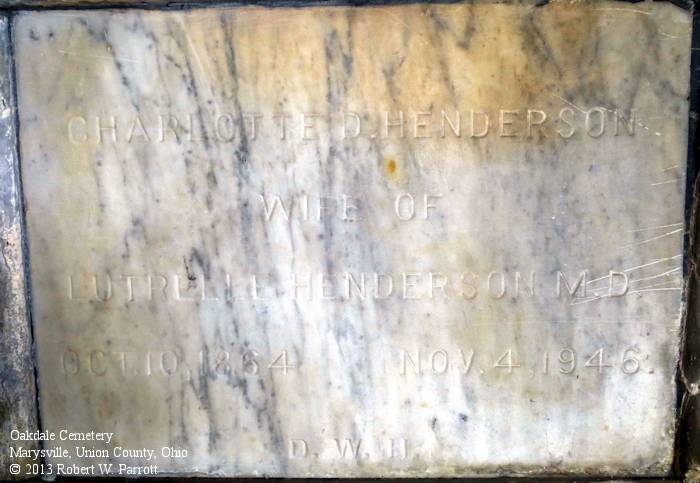 CHARLOTTE D. HENDERSON
WIFE OF
LUTRELLE HENDERSON M.D.
OCT. 10, 1864 NOV. 4, 1946.
D. W. H.
Oakdale Cemetery
Marysville, Union County, Ohio
© 2013 Robert W. Parrott